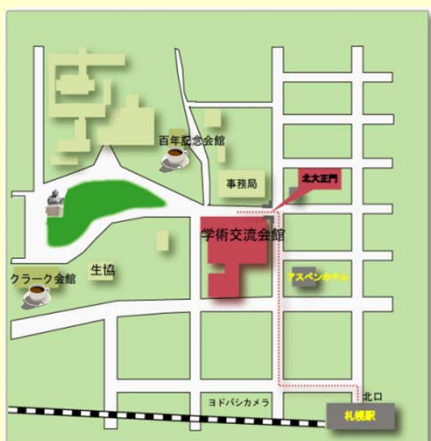 百年記念会館
事務局
北大正門
学術交流会館
クラーク会館
生協
アスペンホテル
ヨドバシカメラ
北口
札幌駅